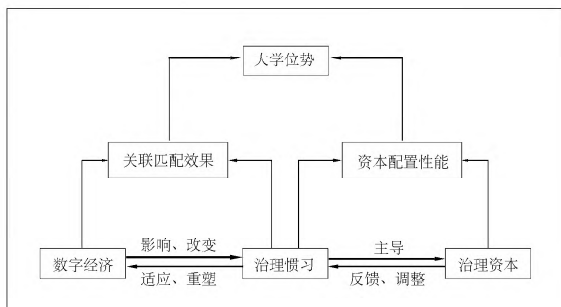 大学位势
关联匹配效果
资本配置性能
影响、改变
主导
数字经济
治理惯习
治理资本
适应、重塑
反馈、调整